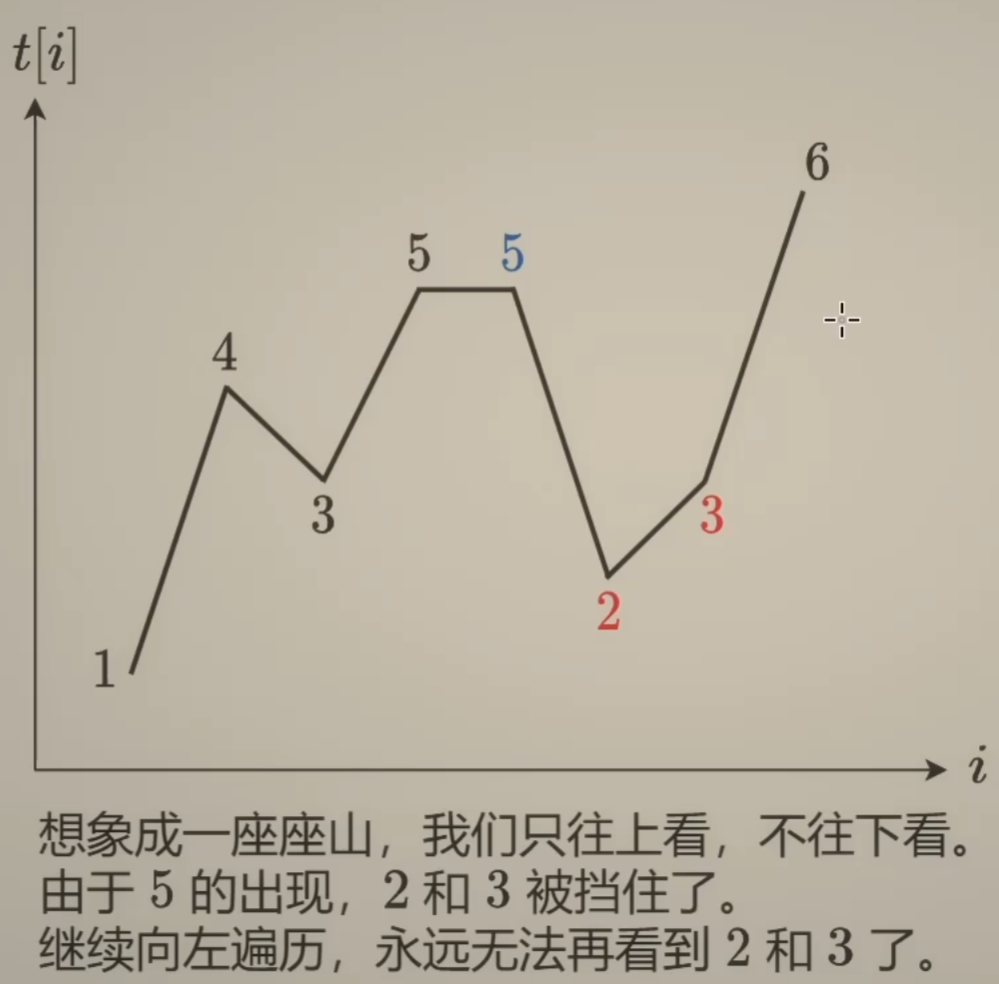 t[i]
6
5 5
4
3 3
2
1
i
想象成一座座山，我们只往上看，不往下看。
由于 5 的出现，2 和 3 被挡住了。
继续向左遍历，永远无法再看到 2 和 3 了。